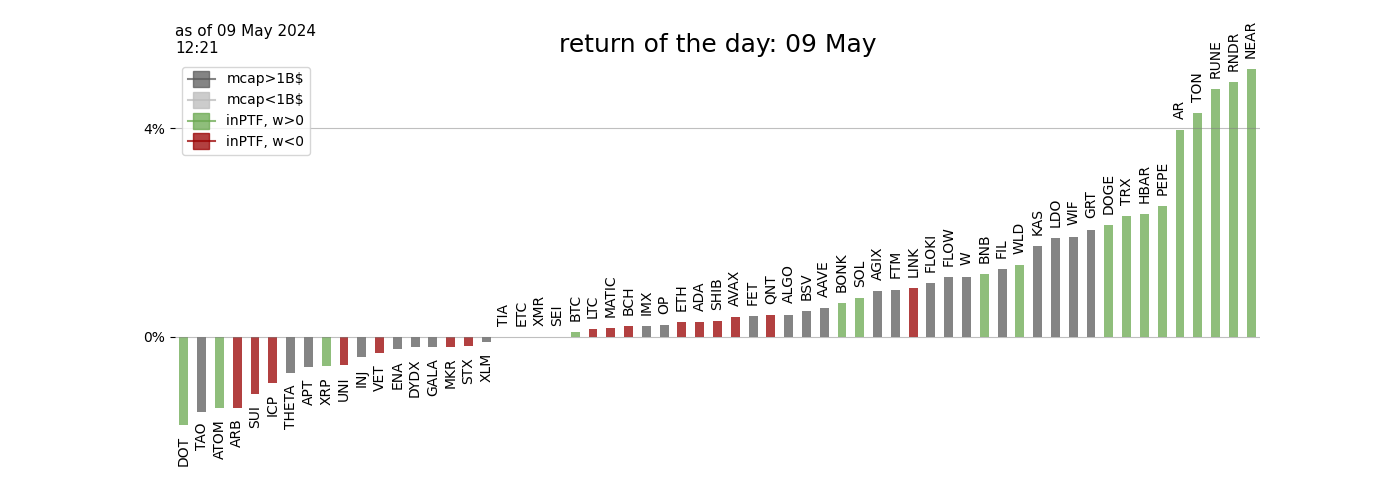 as of 09 May 2024
12:21
return of the day: 09 May
mcap>1B$
mcap<1B$
inPTF, w>0
inPTF, w<0
4%
0%
DOT
TAO
ATOM
ARB
SUI
ICP
THETA
APT
XRP
UNI
INJ
VET
ENA
DYDX
GALA
MKR
STX
XLM
TIA
ETC
XMR
SEI
BTC
LTC
MATIC
BCH
IMX
OP
ETH
ADA
SHIB
AVAX
FET
QNT
ALGO
BSV
AAVE
BONK
SOL
AGIX
FTM
LINK
FLOKI
FLOW
W
BNB
FIL
WLD
KAS
LDO
WIF
GRT
DOGE
TRX
HBAR
PEPE
AR
TON
RUNE
RNDR
NEAR